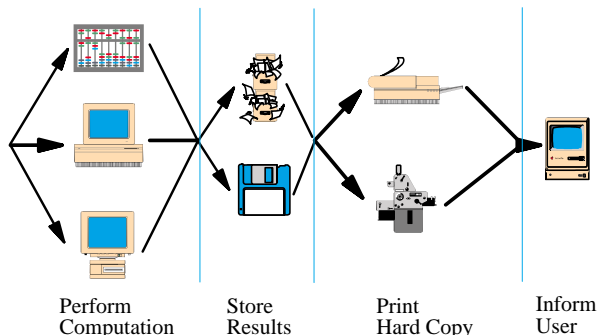 Perform
Computation
Store
Results
Print
Hard Copy
Inform
User